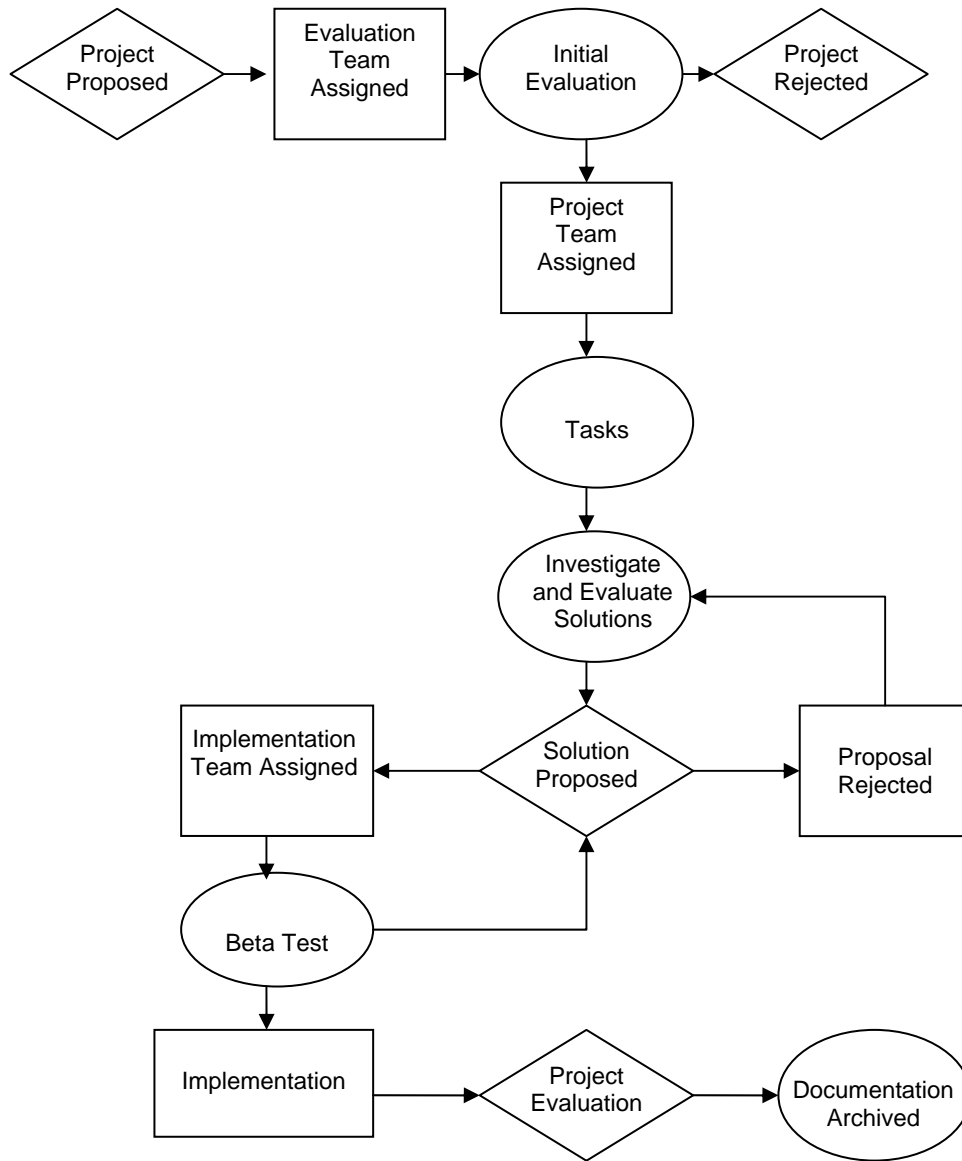 Project
Proposed
Evaluation
Team
Assigned
Initial
Evaluation
Project
Rejected
Project
Team
Assigned
Tasks
Investigate
and Evaluate
Solutions
Implementation
Team Assigned
Solution
Proposed
Proposal
Rejected
Beta Test
Implementation
Project
Evaluation
Documentation
Archived